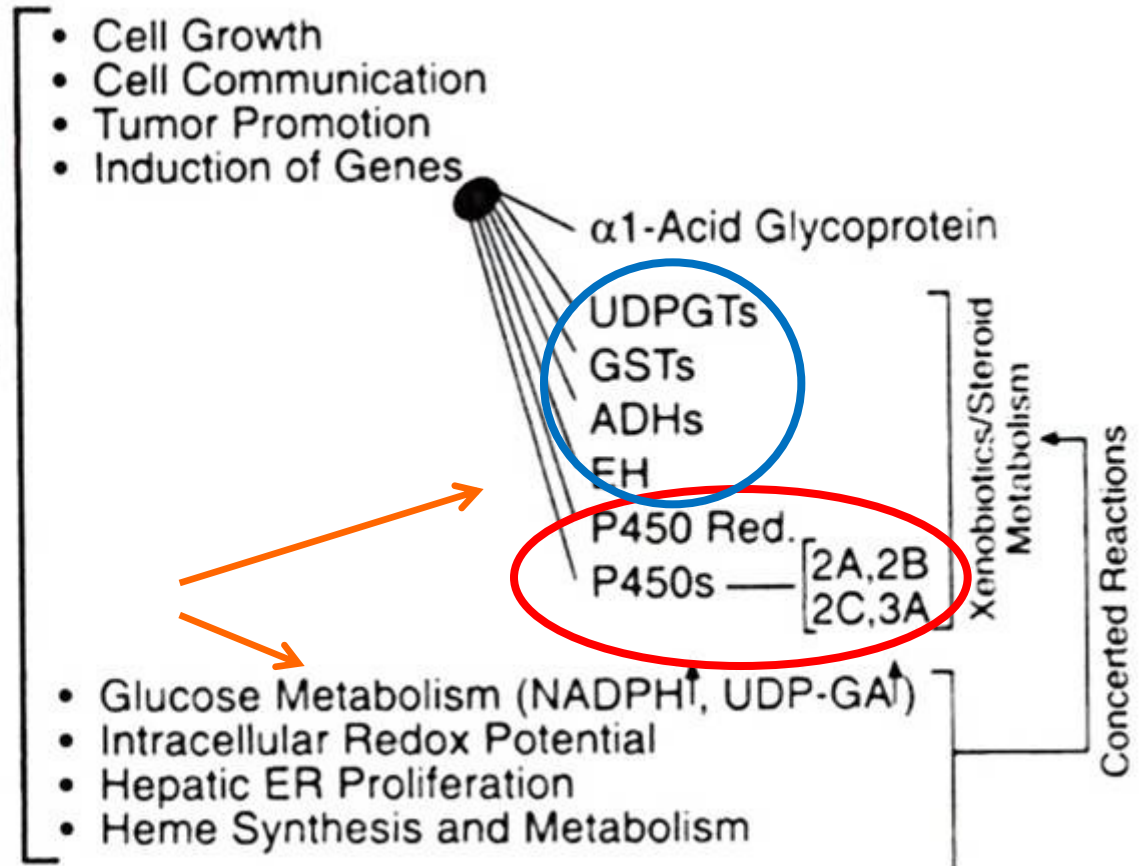 • Cell Growth
• Cell Communication
• Tumor Promotion
• Induction of Genes
α1-Acid Glycoprotein
UDPGTs
GSTs
ADHs
EH
P450 Red.
P450s
2A,2B
2C,3A
Xenobiotics/Steroid
Motabolism
Concerted Reactions
• Glucose Metabolism (NADPH↑, UDP-GA↑)
• Intracellular Redox Potential
• Hepatic ER Proliferation
• Heme Synthesis and Metabolism